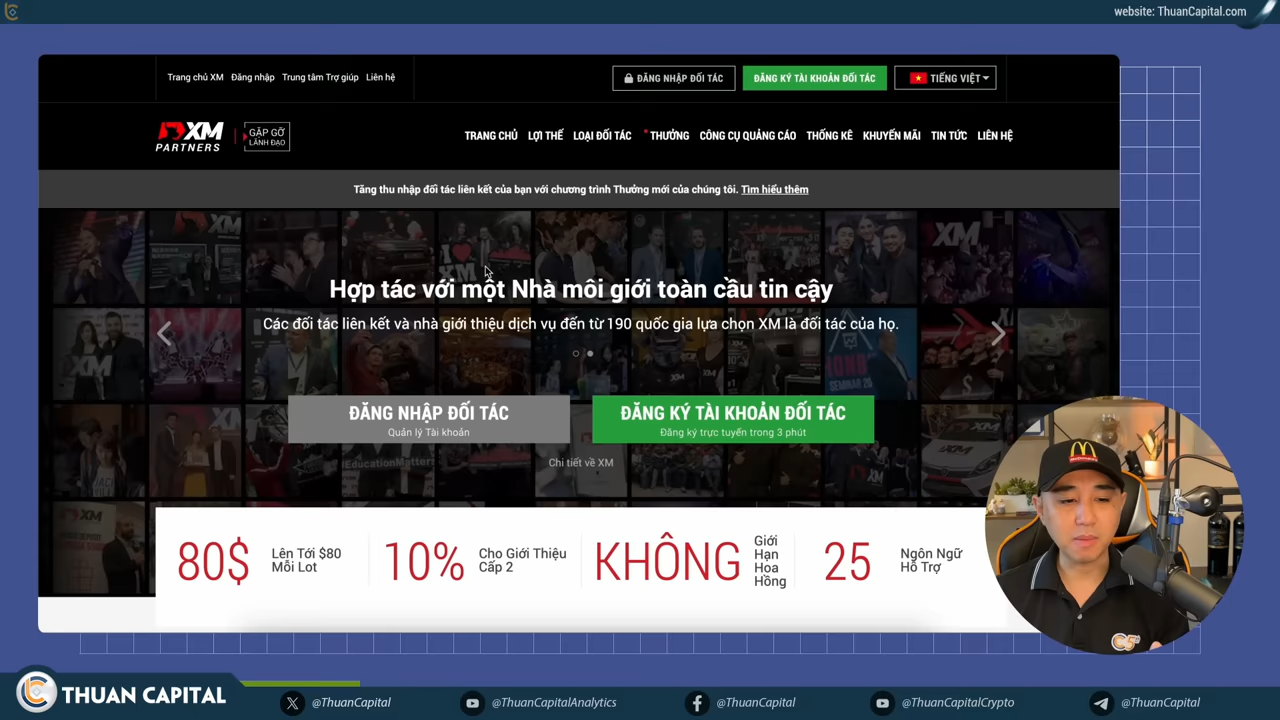 website: ThuanCapital.com
Trang chủ XM Đăng nhập Trung tâm Trợ giúp Liên hệ
ĐĂNG NHẬP ĐỐI TÁC ĐĂNG KÝ TÀI KHOẢN ĐỐI TÁC TIẾNG VIỆT
XM
PARTNERS
GẶP GỠ
LÃNH ĐẠO
TRANG CHỦ LỢI THẾ LOẠI ĐỐI TÁC THƯỞNG CÔNG CỤ QUẢNG CÁO THỐNG KÊ KHUYẾN MÃI TIN TỨC LIÊN HỆ
Tăng thu nhập đối tác liên kết của bạn với chương trình Thưởng mới của chúng tôi. Tìm hiểu thêm
Hợp tác với một Nhà môi giới toàn cầu tin cậy
Các đối tác liên kết và nhà giới thiệu dịch vụ đến từ 190 quốc gia lựa chọn XM là đối tác của họ.
ĐĂNG NHẬP ĐỐI TÁC
Quản lý Tài khoản
ĐĂNG KÝ TÀI KHOẢN ĐỐI TÁC
Đăng ký trực tuyến trong 3 phút
Chi tiết về XM
80$
Lên Tới $80
Mỗi Lot
10%
Cho Giới Thiệu
Cấp 2
KHÔNG
Giới
Hạn
Hoa
Hồng
25
Ngôn Ngữ
Hỗ Trợ
THUAN CAPITAL
@ThuanCapital
@ThuanCapitalAnalytics
@ThuanCapital
@ThuanCapitalCrypto
@ThuanCapital